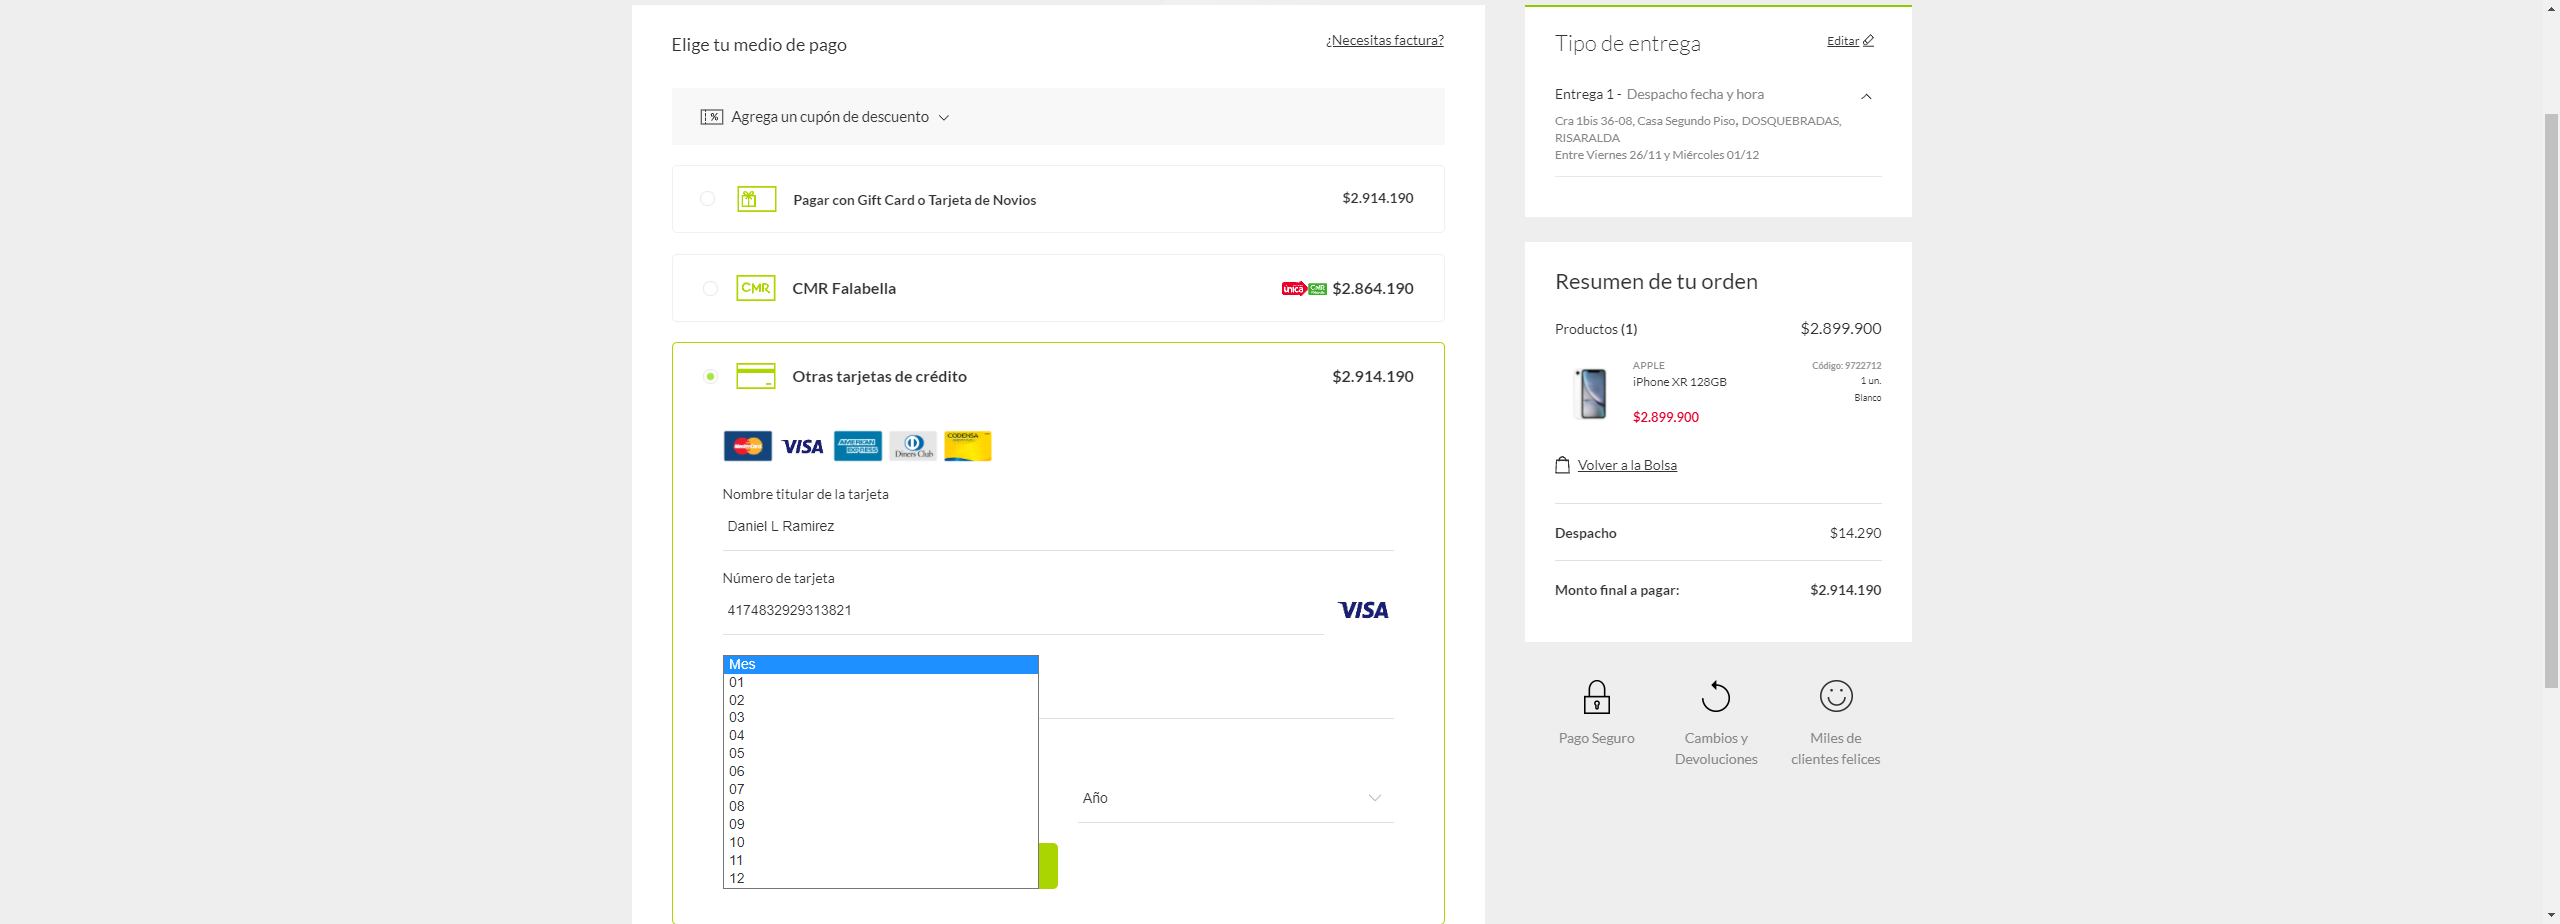 Elige tu medio de pago
¿Necesitas factura?
Agrega un cupón de descuento
Pagar con Gift Card o Tarjeta de Novios
$2.914.190
CMR
CMR Falabella
unica CMR $2.864.190
Otras tarjetas de crédito
$2.914.190
MasterCard VISA AMERICAN EXPRESS Diners Club CODENSA
Nombre titular de la tarjeta
Daniel L Ramirez
Número de tarjeta
4174832929313821
VISA
Mes
01
02
03
04
05
06
07
08
09
10
11
12
Año
Tipo de entrega
Editar
Entrega 1 - Despacho fecha y hora
Cra 1bis 36-08, Casa Segundo Piso, DOSQUEBRADAS,
RISARALDA
Entre Viernes 26/11 y Miércoles 01/12
Resumen de tu orden
Productos (1)
$2.899.900
APPLE
Código: 9722712
iPhone XR 128GB
1 un.
Blanco
$2.899.900
Volver a la Bolsa
Despacho
$14.290
Monto final a pagar:
$2.914.190
Pago Seguro
Cambios y
Devoluciones
Miles de
clientes felices